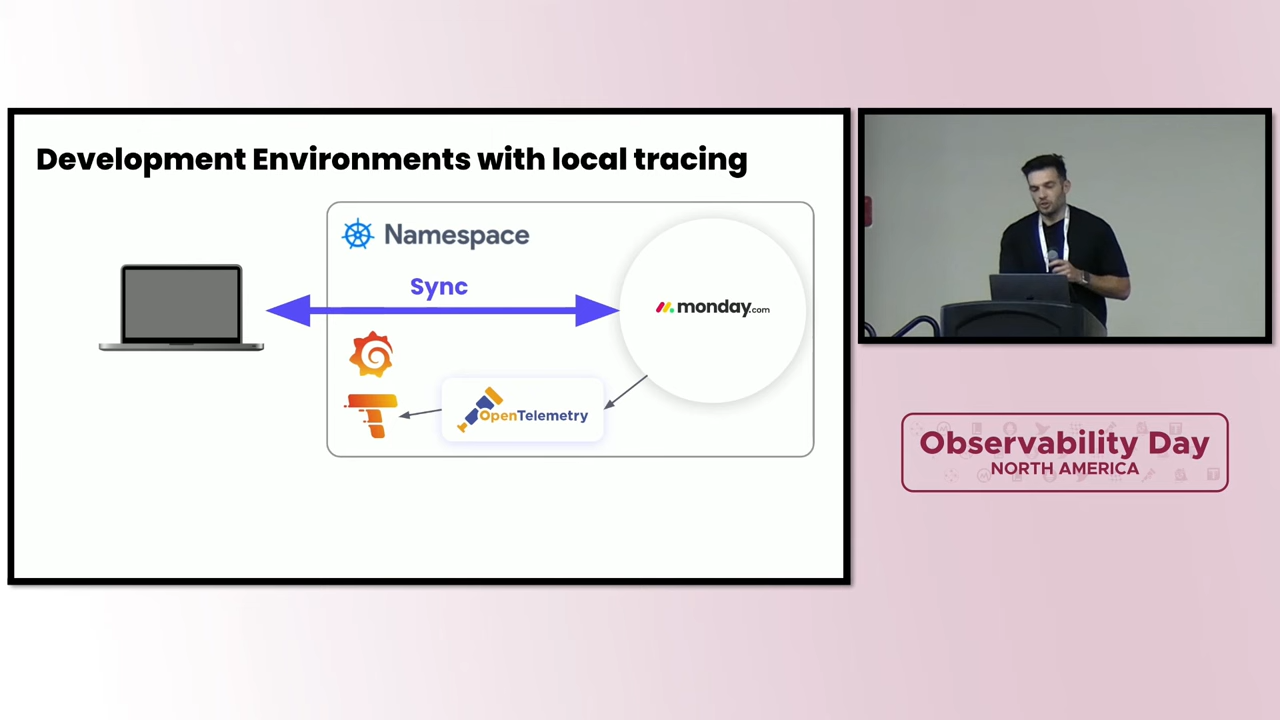 Development Environments with local tracing
Namespace
Sync
monday.com
OpenTelemetry
Observability Day
NORTH AMERICA